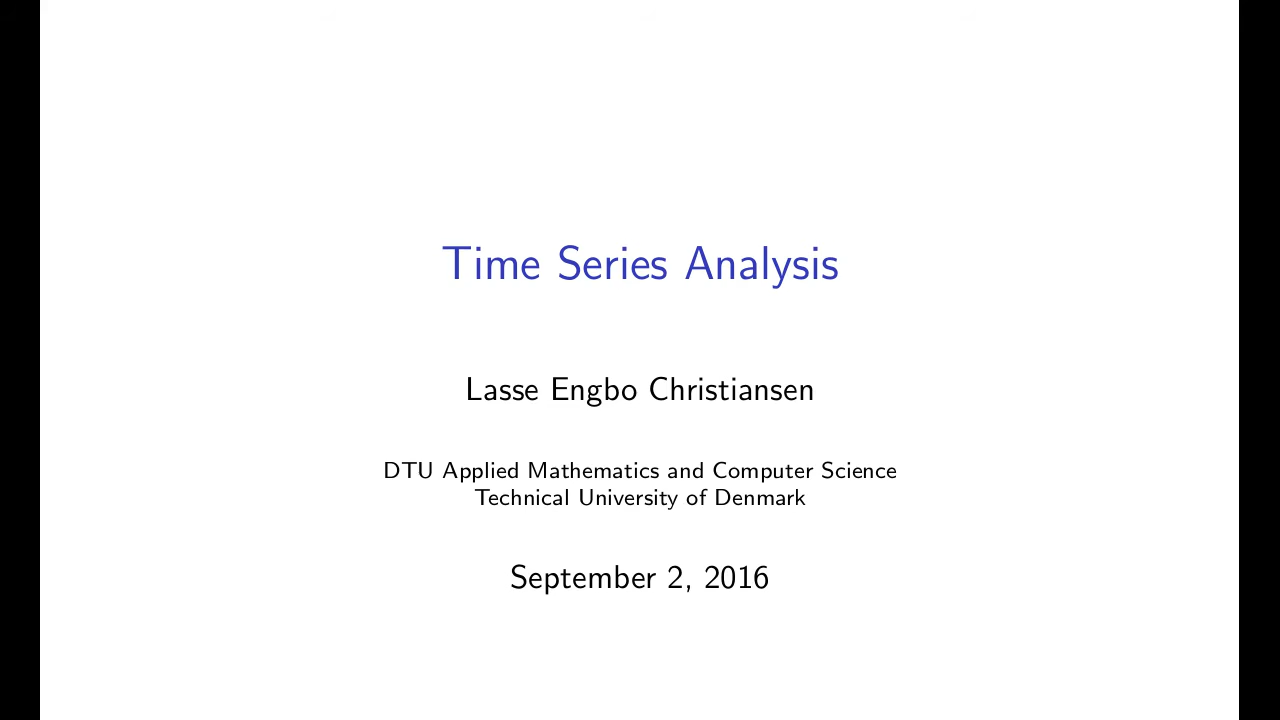 Time Series Analysis
Lasse Engbo Christiansen
DTU Applied Mathematics and Computer Science
Technical University of Denmark
September 2, 2016